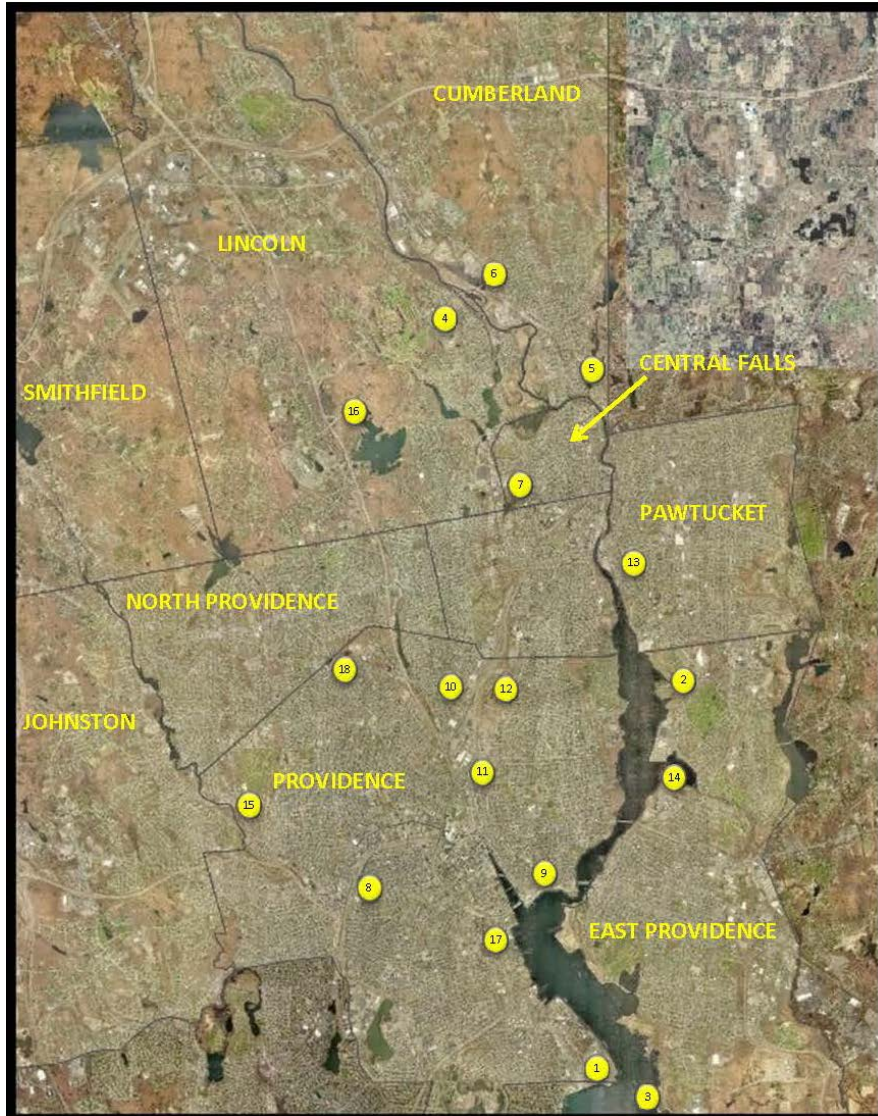 CUMBERLAND
LINCOLN
6
4
CENTRAL FALLS
5
SMITHFIELD
16
7
PAWTUCKET
13
NORTH PROVIDENCE
18
10
12
2
JOHNSTON
11
14
PROVIDENCE
15
9
8
EAST PROVIDENCE
17
1
3